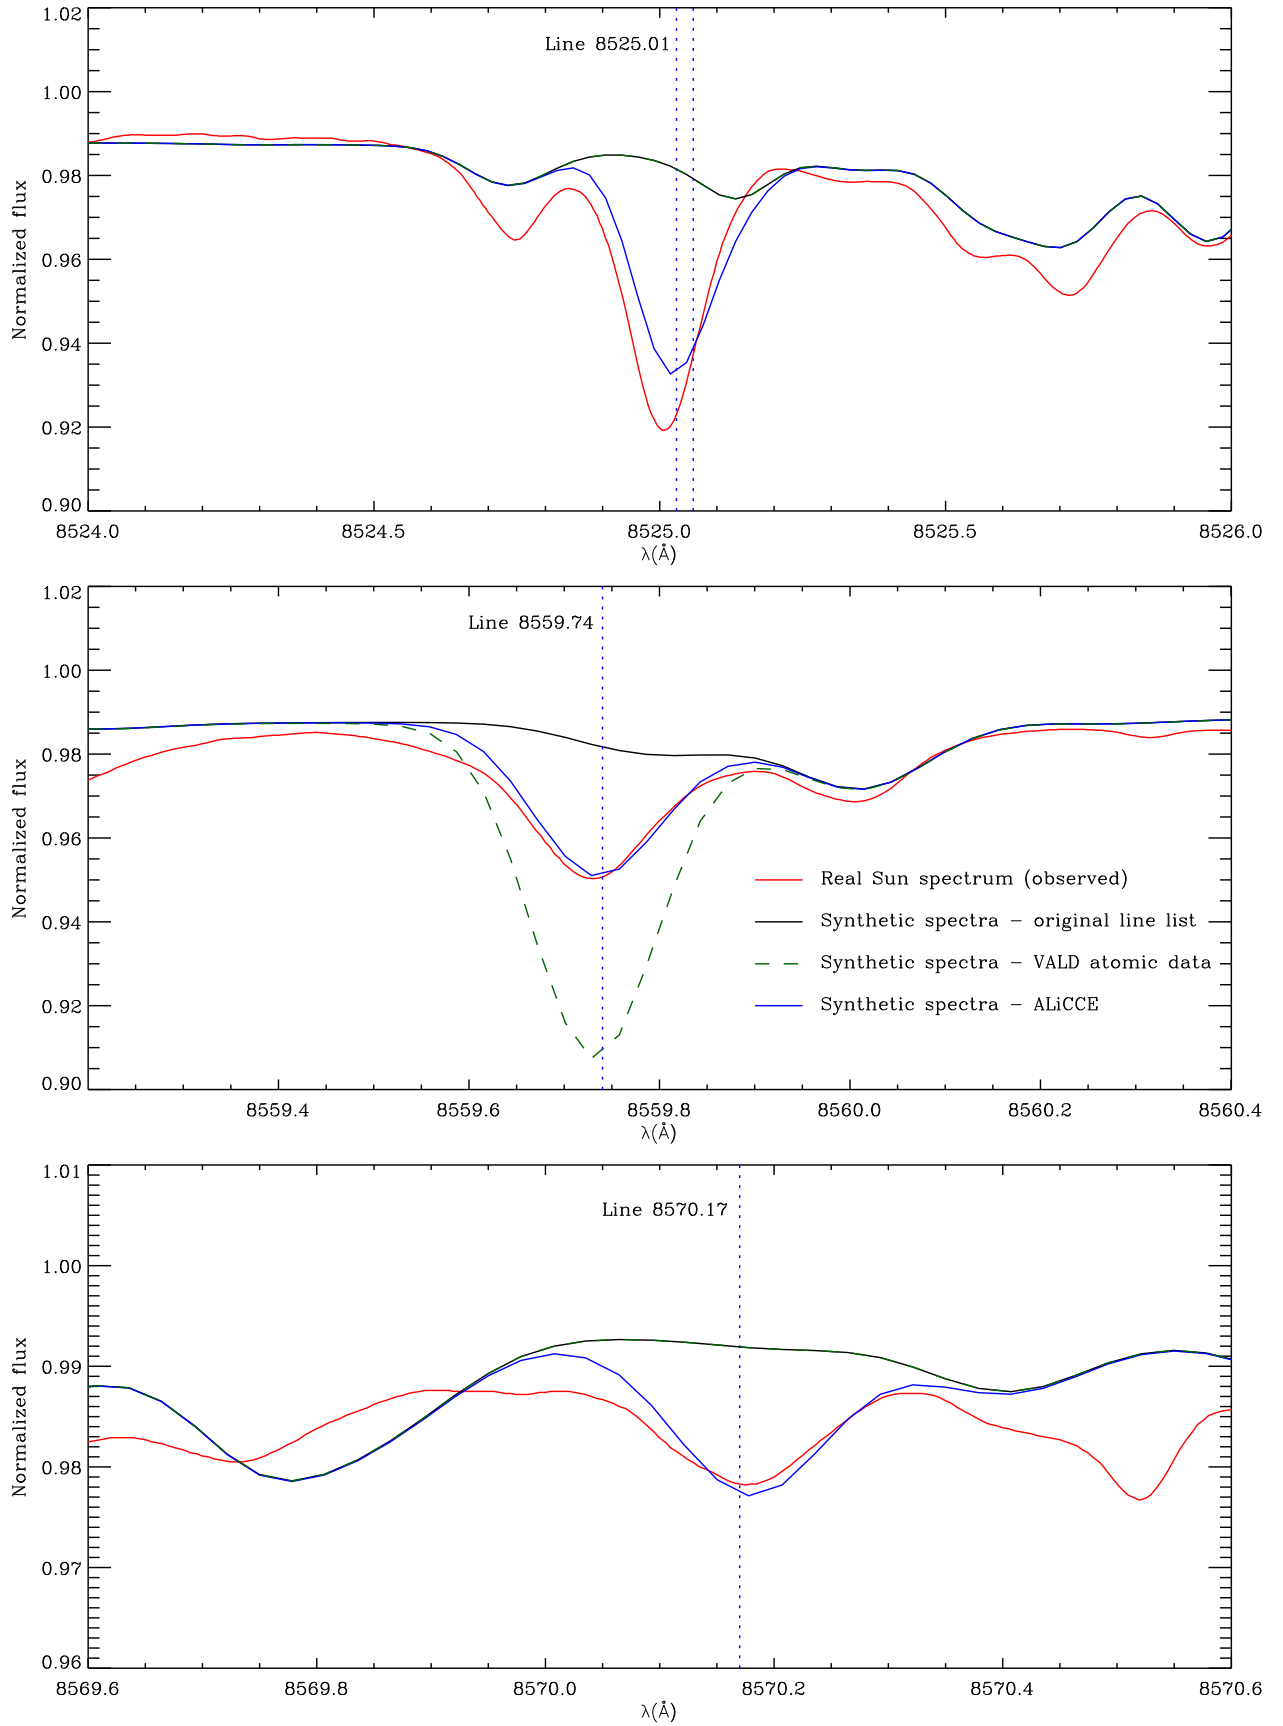 1.02
Line 8525.01
1.00
0.98
0.96
0.94
0.92
0.90
Normalized flux
8524.0 8524.5 8525.0 8525.5 8526.0
λ(Å)
1.02
Line 8559.74
1.00
0.98
0.96
0.94
0.92
0.90
Normalized flux
Real Sun spectrum (observed)
Synthetic spectra − original line list
Synthetic spectra − VALD atomic data
Synthetic spectra − ALiCCE
8559.4 8559.6 8559.8 8560.0 8560.2 8560.4
λ(Å)
1.01
Line 8570.17
1.00
0.99
0.98
0.97
0.96
Normalized flux
8569.6 8569.8 8570.0 8570.2 8570.4 8570.6
λ(Å)